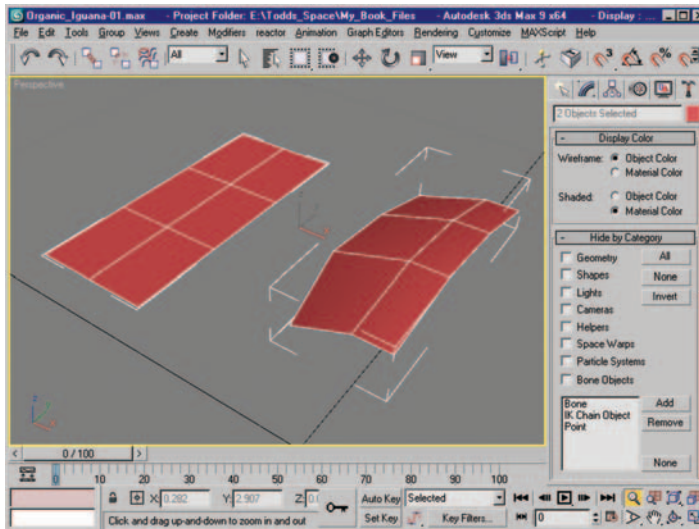 Organic_Iguana-01.max - Project Folder: E:\Todds_Space\My_Book_Files - Autodesk 3ds Max 9 x64 - Display : ...
File Edit Tools Group Views Create Modifiers reactor Animation Graph Editors Rendering Customize MAXScript Help
All
View
3
%
Perspective
2 Objects Selected
- Display Color
Wireframe: Object Color
Material Color
Shaded: Object Color
Material Color
- Hide by Category
Geometry All
Shapes None
Lights Invert
Cameras
Helpers
Space Warps
Particle Systems
Bone Objects
Bone Add
IK Chain Object Remove
Point
None
0 / 100
0 10 20 30 40 50 60 70 80 90 100
X: 0.282 Y: 2.907 Z:
Auto Key Selected
Click and drag up-and-down to zoom in and out
Set Key Key Filters... 0